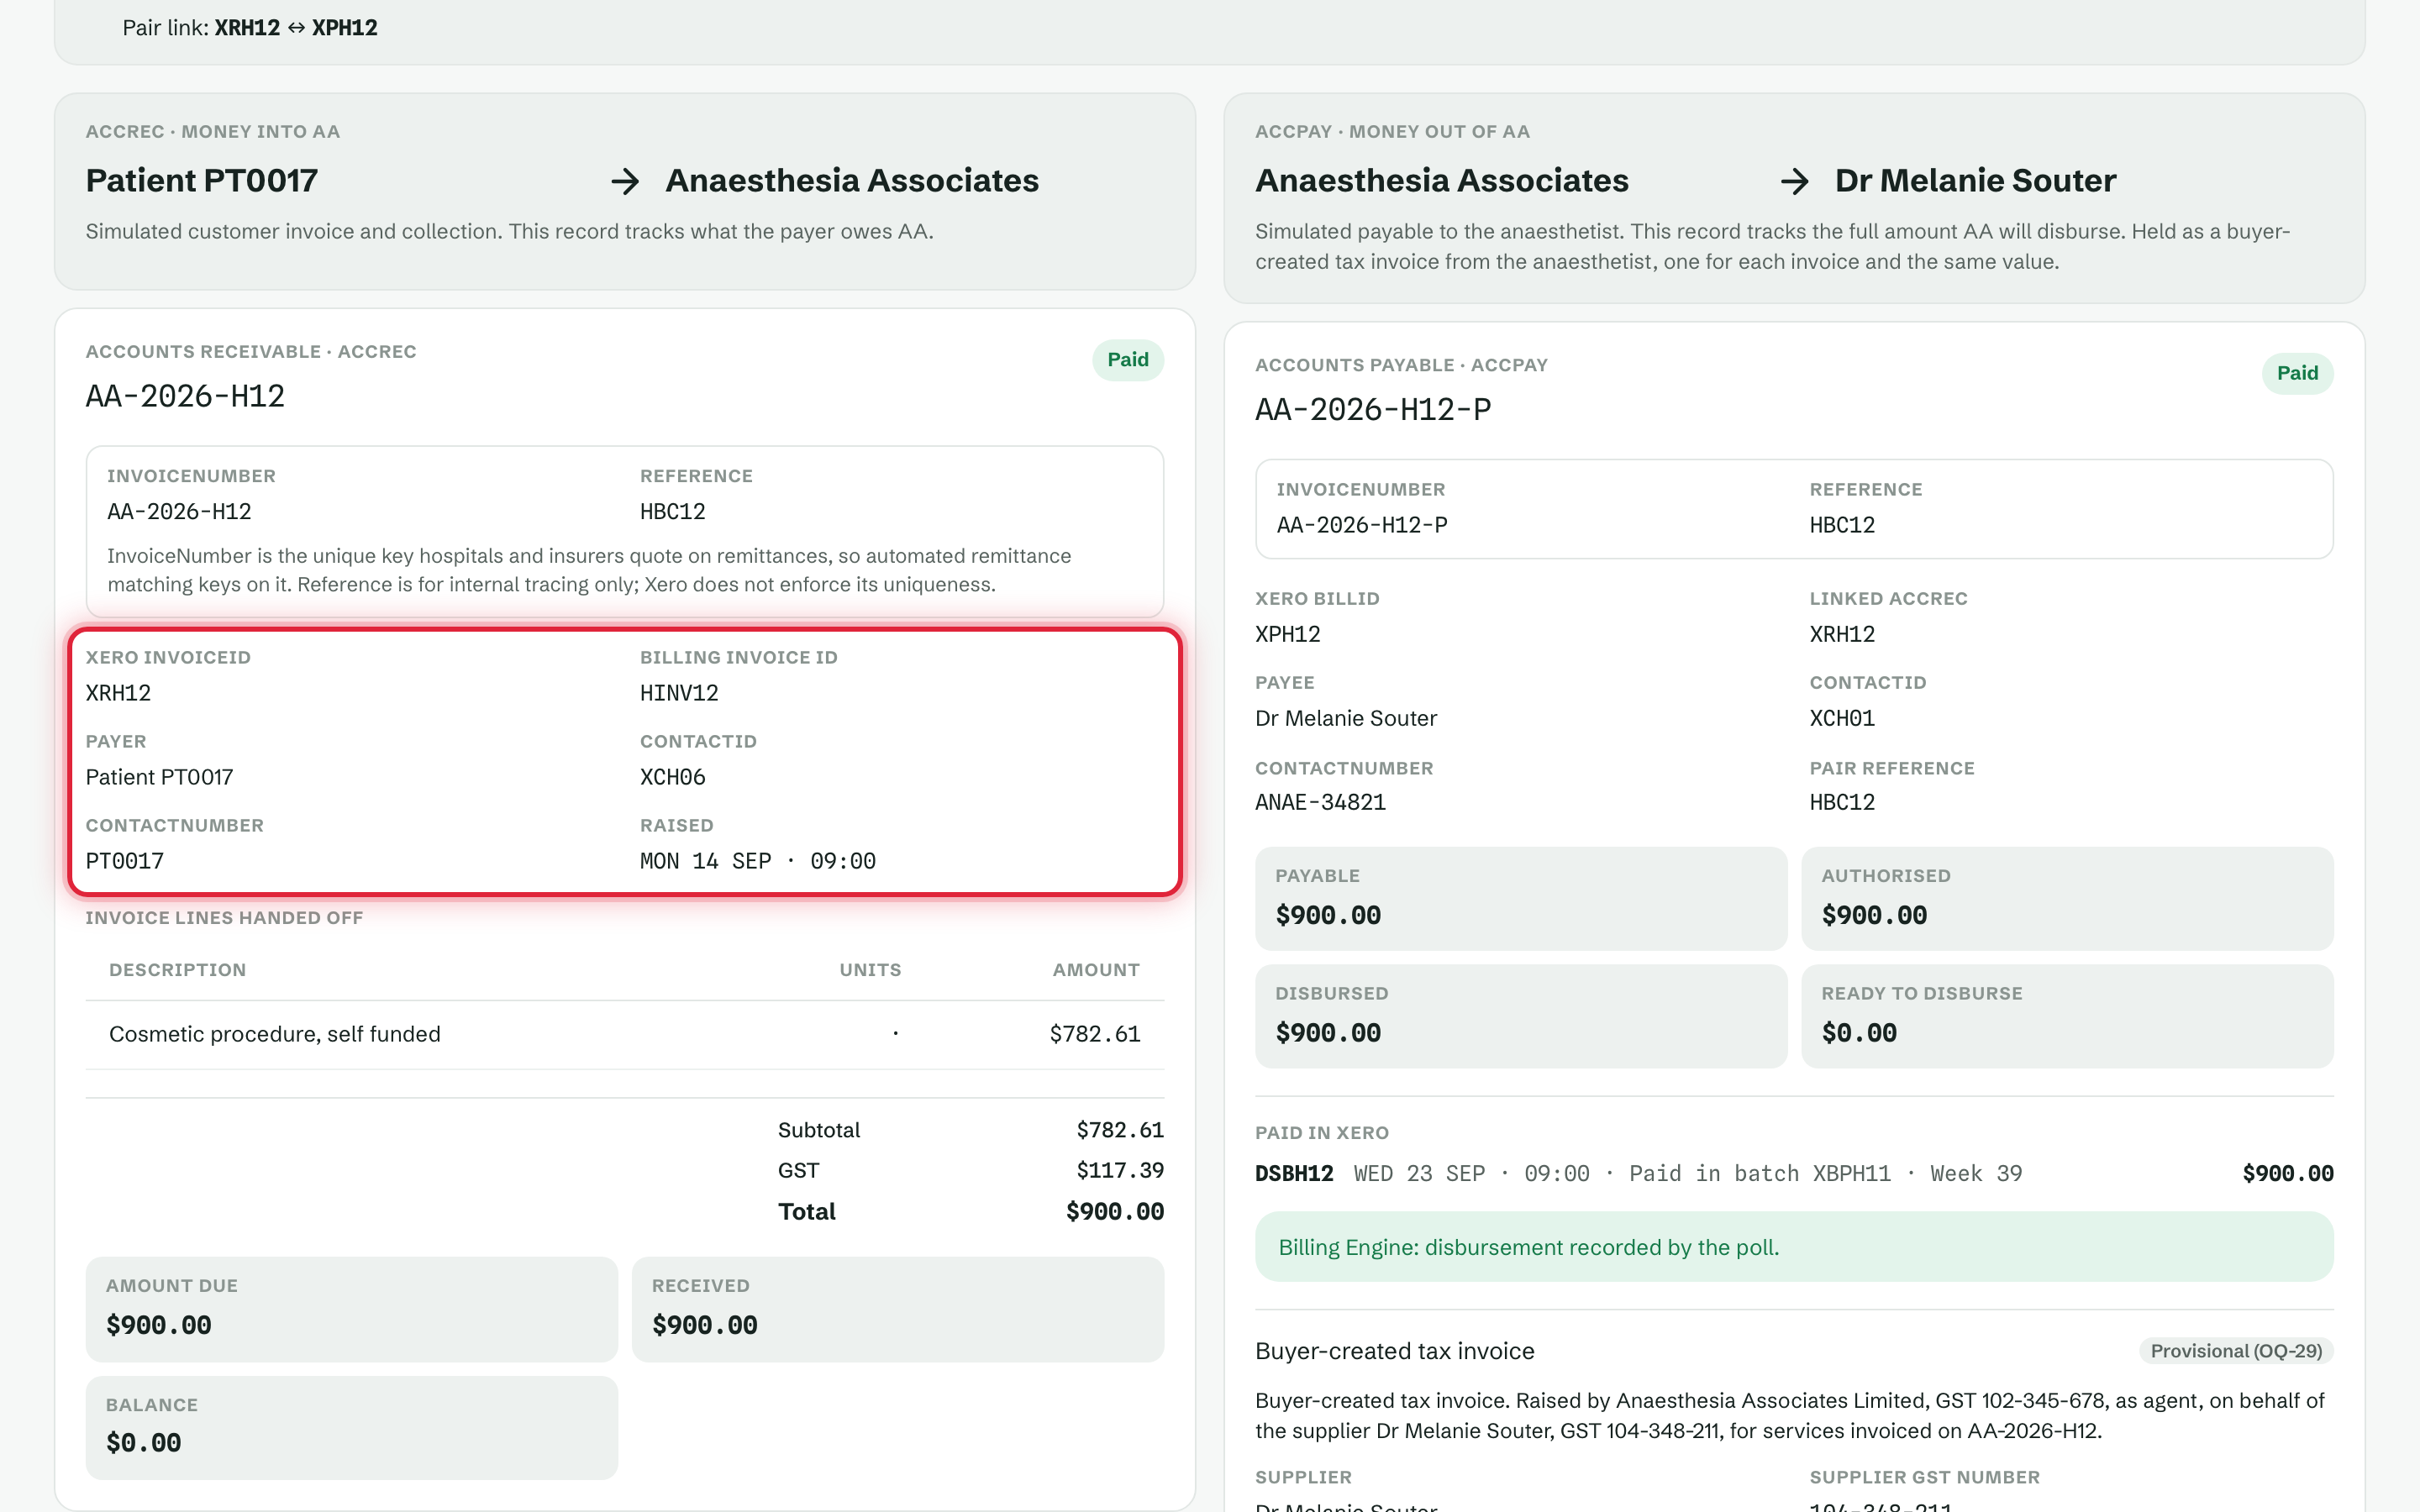 Pair link: XRH12 ↔ XPH12
ACCREC · MONEY INTO AA
Patient PT0017 → Anaesthesia Associates
Simulated customer invoice and collection. This record tracks what the payer owes AA.
ACCOUNTS RECEIVABLE · ACCREC
Paid
AA-2026-H12
INVOICENUMBER REFERENCE
AA-2026-H12 HBC12
InvoiceNumber is the unique key hospitals and insurers quote on remittances, so automated remittance
matching keys on it. Reference is for internal tracing only; Xero does not enforce its uniqueness.
XERO INVOICEID BILLING INVOICE ID
XRH12 HINV12
PAYER CONTACTID
Patient PT0017 XCH06
CONTACTNUMBER RAISED
PT0017 MON 14 SEP · 09:00
INVOICE LINES HANDED OFF
DESCRIPTION UNITS AMOUNT
Cosmetic procedure, self funded · $782.61
Subtotal $782.61
GST $117.39
Total $900.00
AMOUNT DUE RECEIVED
$900.00 $900.00
BALANCE
$0.00
ACCPAY · MONEY OUT OF AA
Anaesthesia Associates → Dr Melanie Souter
Simulated payable to the anaesthetist. This record tracks the full amount AA will disburse. Held as a buyer-
created tax invoice from the anaesthetist, one for each invoice and the same value.
ACCOUNTS PAYABLE · ACCPAY
Paid
AA-2026-H12-P
INVOICENUMBER REFERENCE
AA-2026-H12-P HBC12
XERO BILLID LINKED ACCREC
XPH12 XRH12
PAYEE CONTACTID
Dr Melanie Souter XCH01
CONTACTNUMBER PAIR REFERENCE
ANAE-34821 HBC12
PAYABLE AUTHORISED
$900.00 $900.00
DISBURSED READY TO DISBURSE
$900.00 $0.00
PAID IN XERO
DSBH12 WED 23 SEP · 09:00 · Paid in batch XBPH11 · Week 39 $900.00
Billing Engine: disbursement recorded by the poll.
Buyer-created tax invoice Provisional (OQ-29)
Buyer-created tax invoice. Raised by Anaesthesia Associates Limited, GST 102-345-678, as agent, on behalf of
the supplier Dr Melanie Souter, GST 104-348-211, for services invoiced on AA-2026-H12.
SUPPLIER SUPPLIER GST NUMBER
Dr Melanie Souter 104-348-211